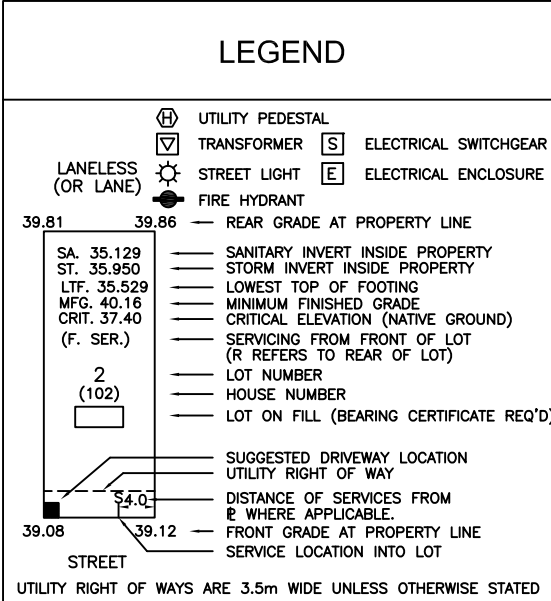 LEGEND
UTILITY PEDESTAL
TRANSFORMER S ELECTRICAL SWITCHGEAR
LANELESS
(OR LANE)
STREET LIGHT E ELECTRICAL ENCLOSURE
FIRE HYDRANT
39.81 39.86 REAR GRADE AT PROPERTY LINE
SA. 35.129 SANITARY INVERT INSIDE PROPERTY
ST. 35.950 STORM INVERT INSIDE PROPERTY
LTF. 35.529 LOWEST TOP OF FOOTING
MFG. 40.16 MINIMUM FINISHED GRADE
CRIT. 37.40 CRITICAL ELEVATION (NATIVE GROUND)
(F. SER.) SERVICING FROM FRONT OF LOT
(R REFERS TO REAR OF LOT)
2 LOT NUMBER
(102) HOUSE NUMBER
LOT ON FILL (BEARING CERTIFICATE REQ'D)
SUGGESTED DRIVEWAY LOCATION
UTILITY RIGHT OF WAY
S4.0 DISTANCE OF SERVICES FROM
℄ WHERE APPLICABLE.
39.08 39.12 FRONT GRADE AT PROPERTY LINE
SERVICE LOCATION INTO LOT
STREET
UTILITY RIGHT OF WAYS ARE 3.5m WIDE UNLESS OTHERWISE STATED